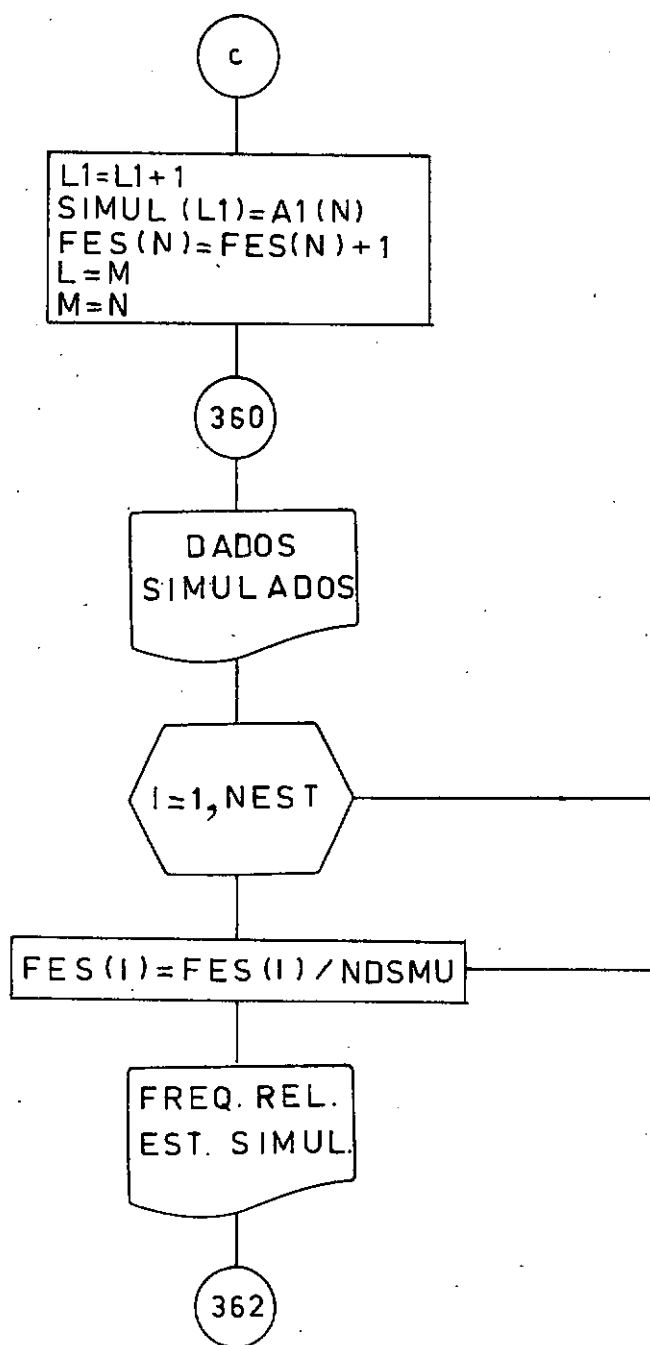 c
L1=L1+1
SIMUL (L1)=A1(N)
FES(N)=FES(N)+1
L=M
M=N
360
DADOS
SIMULADOS
I=1,NEST
FES(I)=FES(I)/NDSMU
FREQ. REL.
EST. SIMUL.
362